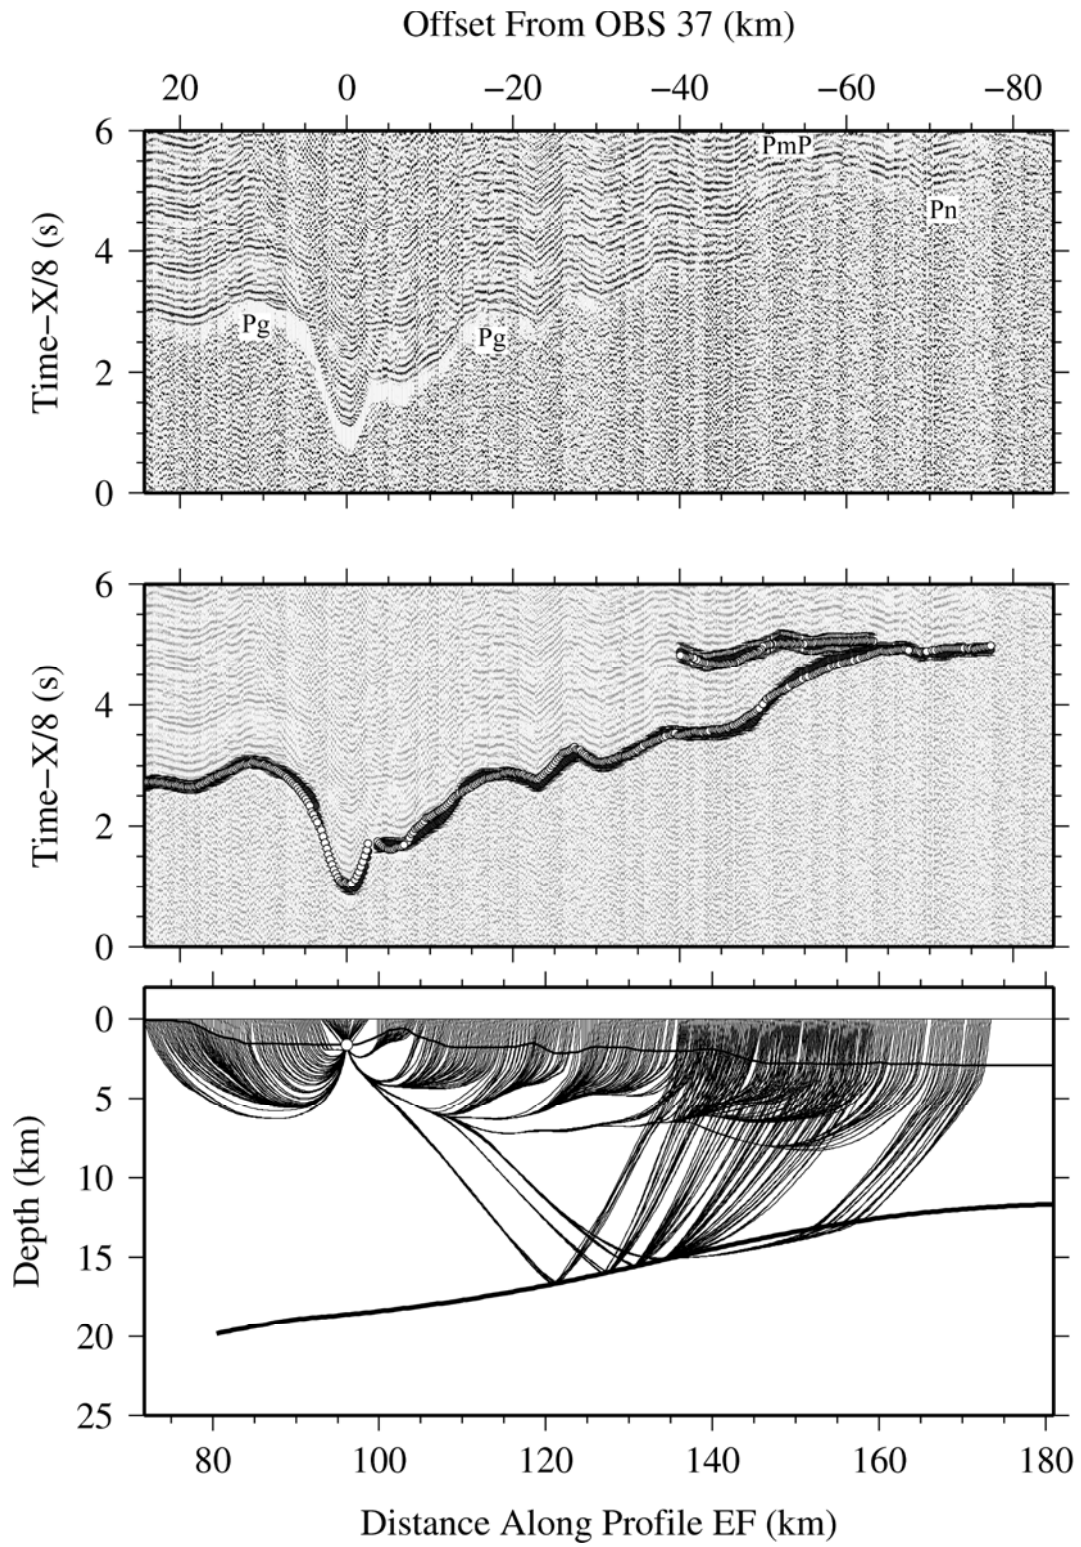 Offset From OBS 37 (km)
20 0 −20 −40 −60 −80
6
PmP
Pn
4
Time−X/8 (s)
Pg
Pg
2
0
6
4
Time−X/8 (s)
2
0
0
5
10
Depth (km)
15
20
25
80 100 120 140 160 180
Distance Along Profile EF (km)